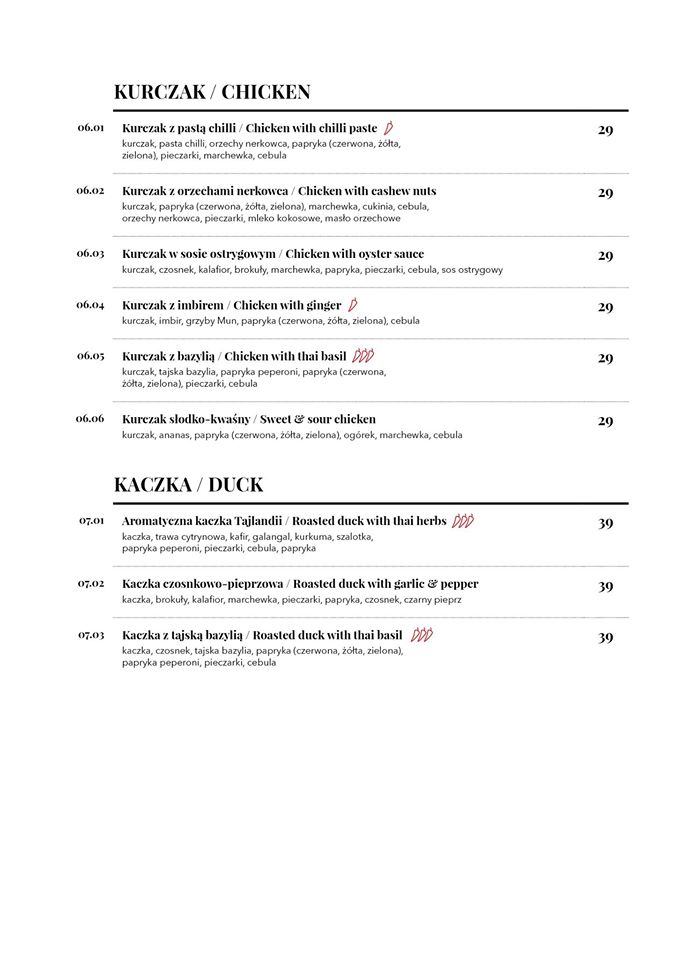 KURCZAK / CHICKEN
06.01 Kurczak z pastą chilli / Chicken with chilli paste 29
kurczak, pasta chilli, orzechy nerkowca, papryka (czerwona, żółta,
zielona), pieczarki, marchewka, cebula
06.02 Kurczak z orzechami nerkowca / Chicken with cashew nuts 29
kurczak, papryka (czerwona, żółta, zielona), marchewka, cukinia, cebula,
orzechy nerkowca, pieczarki, mleko kokosowe, masło orzechowe
06.03 Kurczak w sosie ostrygowym / Chicken with oyster sauce 29
kurczak, czosnek, kalafior, brokuły, marchewka, papryka, pieczarki, cebula, sos ostrygowy
06.04 Kurczak z imbirem / Chicken with ginger 29
kurczak, imbir, grzyby Mun, papryka (czerwona, żółta, zielona), cebula
06.05 Kurczak z bazylią / Chicken with thai basil 29
kurczak, tajska bazylia, papryka peperoni, papryka (czerwona,
żółta, zielona), pieczarki, cebula
06.06 Kurczak słodko-kwaśny / Sweet & sour chicken 29
kurczak, ananas, papryka (czerwona, żółta, zielona), ogórek, marchewka, cebula
KACZKA / DUCK
07.01 Aromatyczna kaczka Tajlandii / Roasted duck with thai herbs 39
kaczka, trawa cytrynowa, kafir, galangal, kurkuma, szalotka,
papryka peperoni, pieczarki, cebula, papryka
07.02 Kaczka czosnkowo-pieprzowa / Roasted duck with garlic & pepper 39
kaczka, brokuły, kalafior, marchewka, pieczarki, papryka, czosnek, czarny pieprz
07.03 Kaczka z tajską bazylią / Roasted duck with thai basil 39
kaczka, czosnek, tajska bazylia, papryka (czerwona, żółta, zielona),
papryka peperoni, pieczarki, cebula